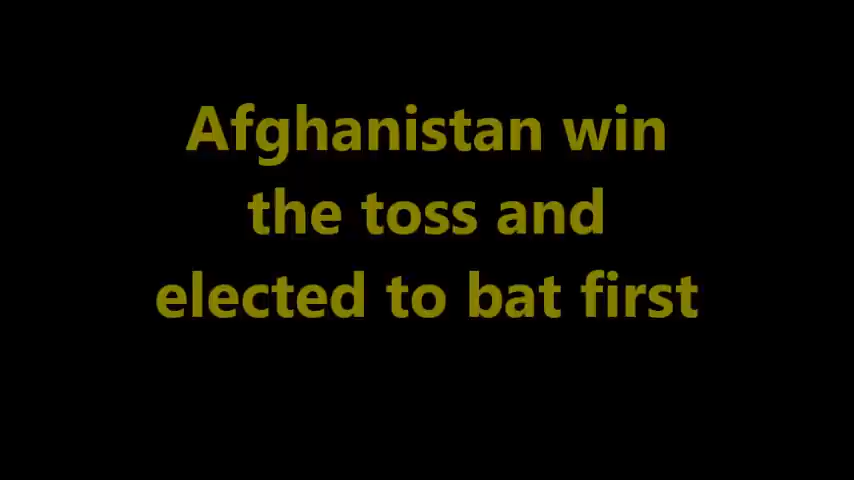 Afghanistan win
the toss and
elected to bat first